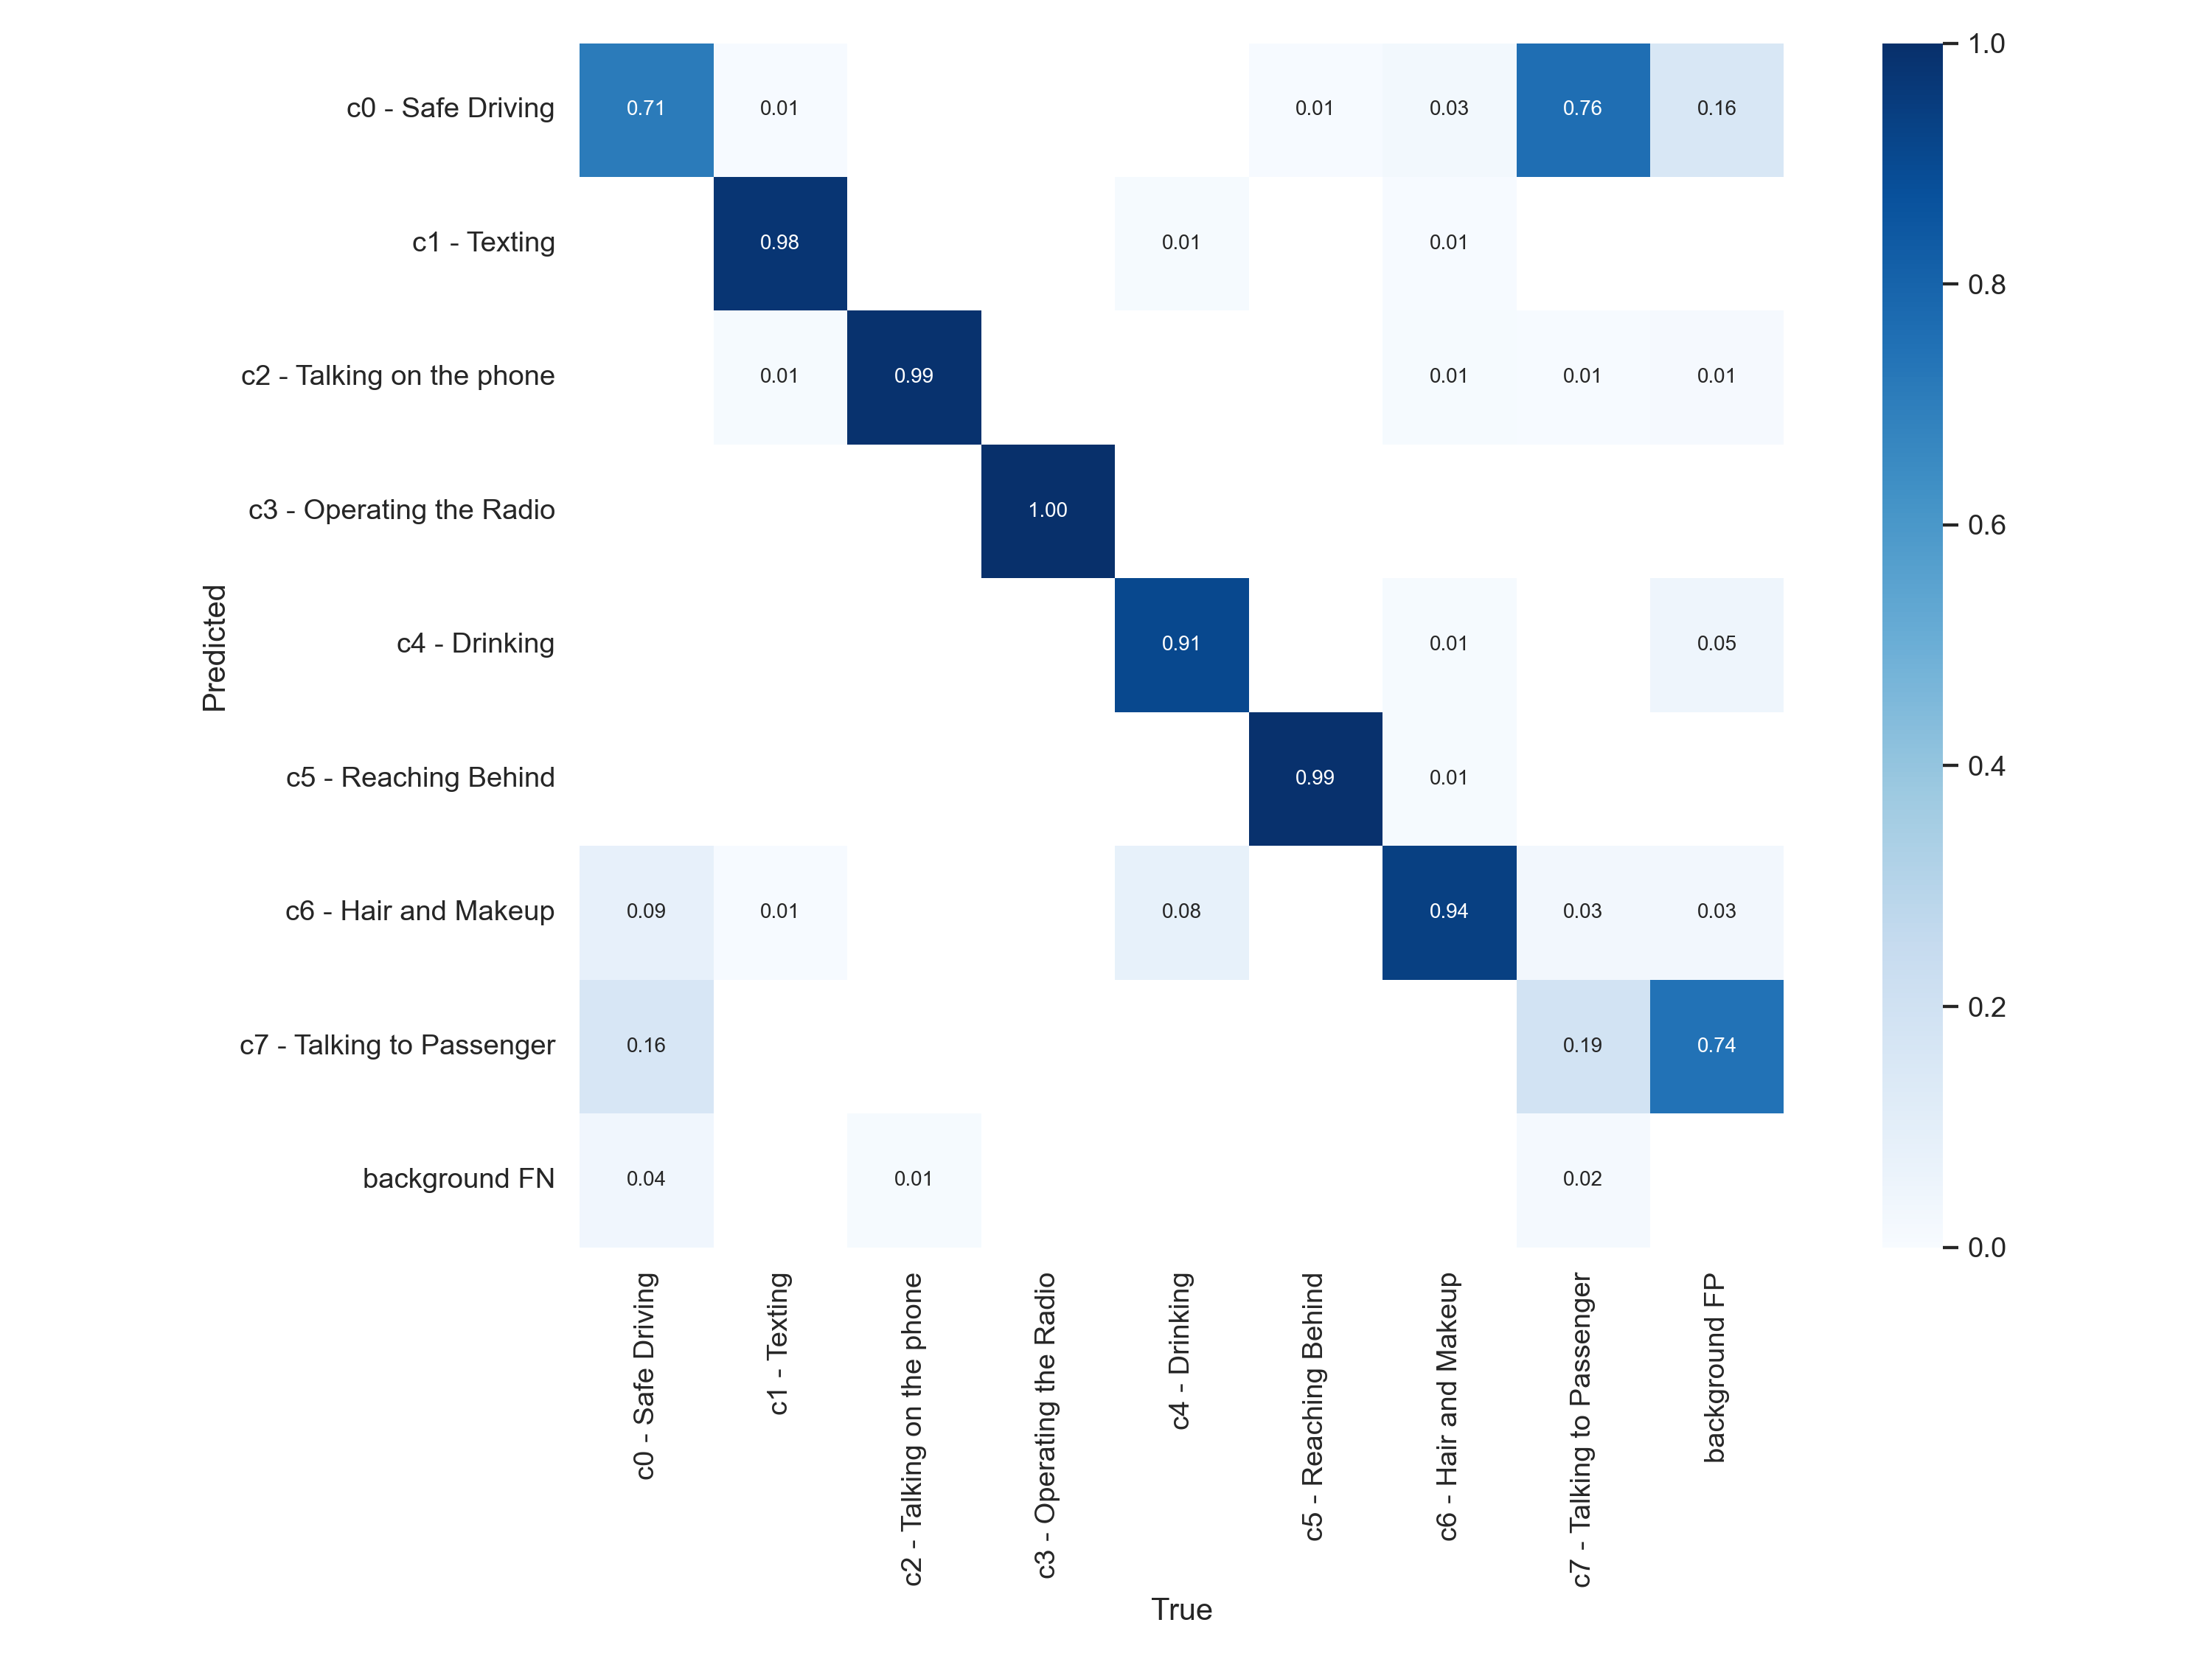 c0 - Safe Driving 0.71 0.01 0.01 0.03 0.76 0.16
c1 - Texting 0.98 0.01 0.01
c2 - Talking on the phone 0.01 0.99 0.01 0.01 0.01
c3 - Operating the Radio 1.00
c4 - Drinking 0.91 0.01 0.05
c5 - Reaching Behind 0.99 0.01
c6 - Hair and Makeup 0.09 0.01 0.08 0.94 0.03 0.03
c7 - Talking to Passenger 0.16 0.19 0.74
background FN 0.04 0.01 0.02
Predicted
c0 - Safe Driving
c1 - Texting
c2 - Talking on the phone
c3 - Operating the Radio
c4 - Drinking
c5 - Reaching Behind
c6 - Hair and Makeup
c7 - Talking to Passenger
background FP
True
1.0
0.8
0.6
0.4
0.2
0.0